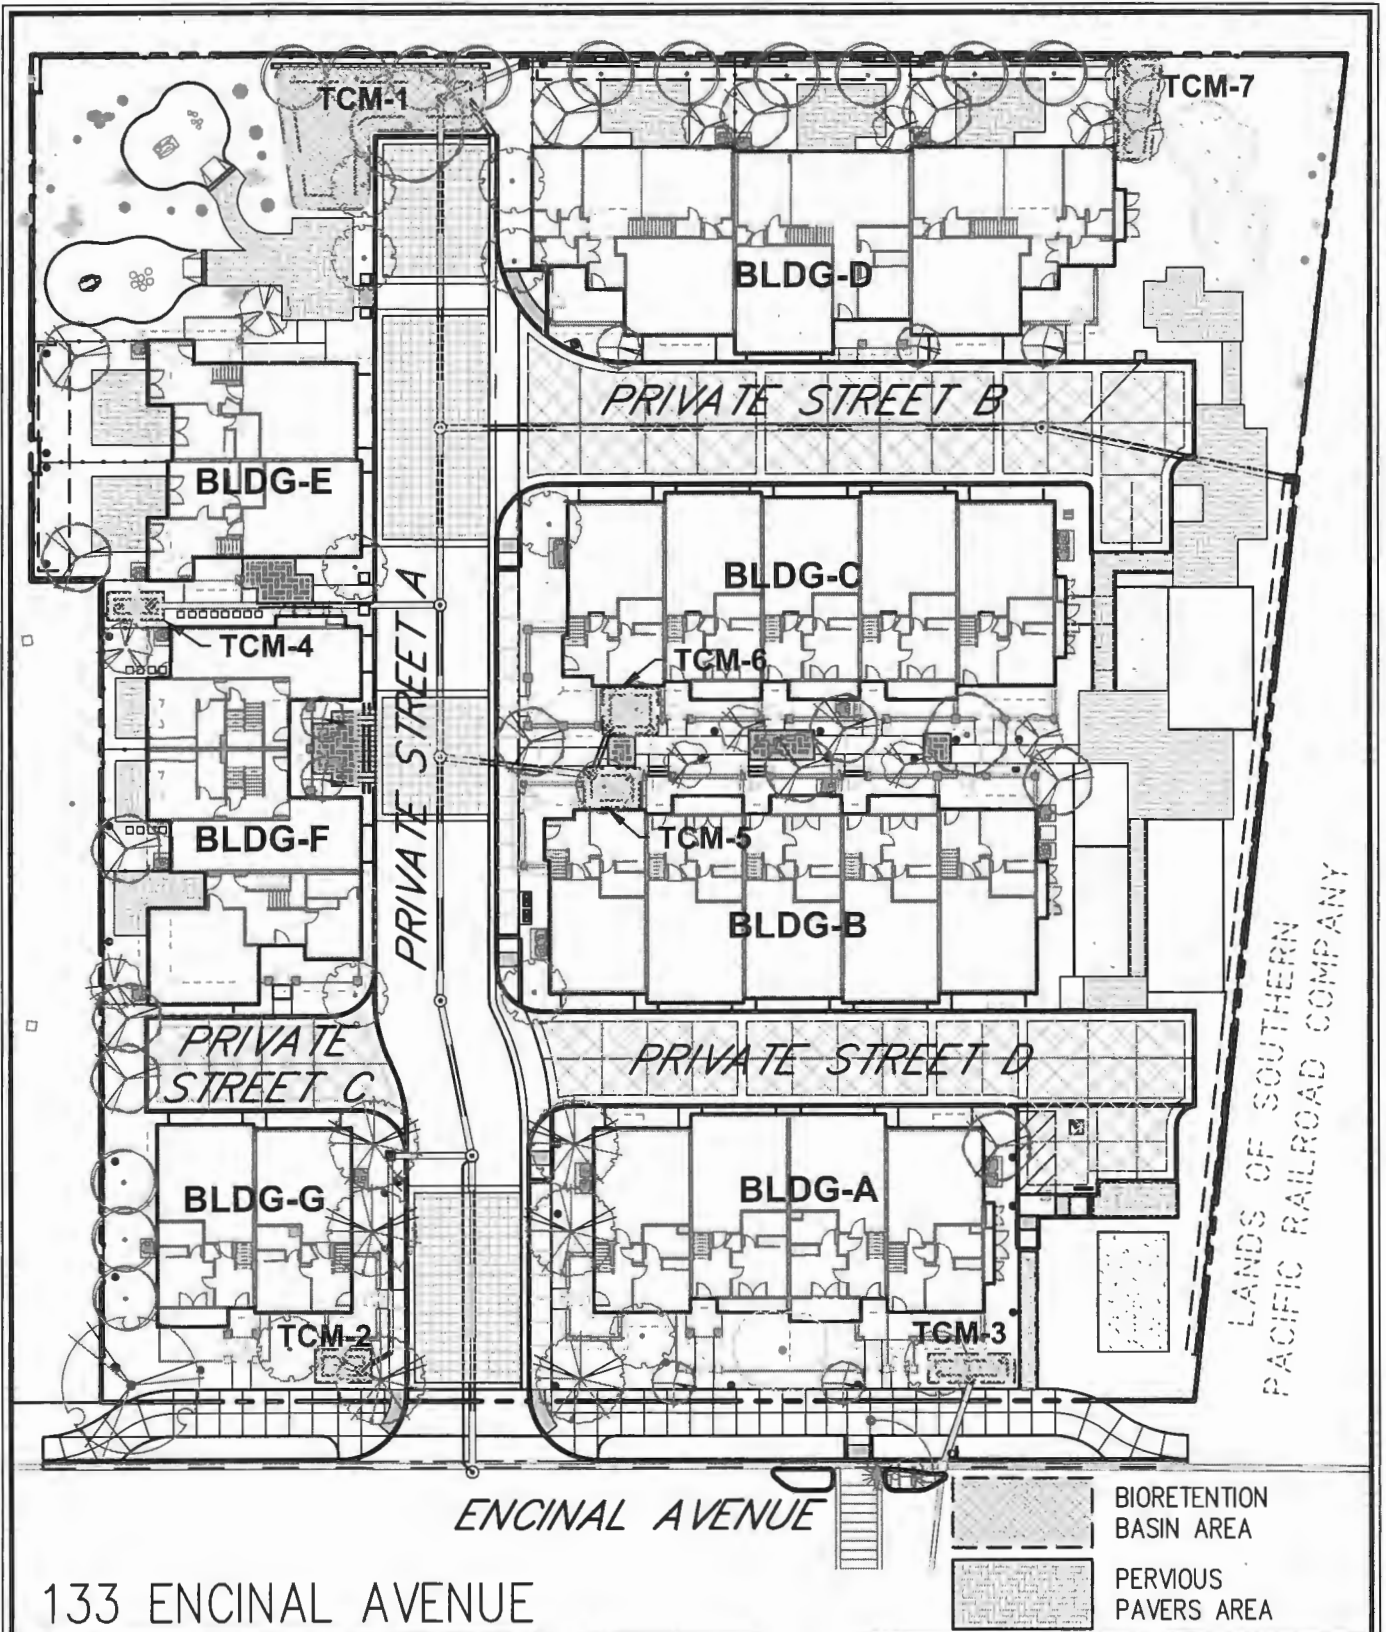 TCM-1
TCM-7
BLDG-D
PRIVATE STREET B
BLDG-E
BLDG-C
PRIVATE STREET A
TCM-4
TCM-6
BLDG-F
TCM-5
BLDG-B
LANDS OF SOUTHERN
PACIFIC RAILROAD COMPANY
PRIVATE
STREET C
PRIVATE STREET D
BLDG-G
BLDG-A
TCM-2
TCM-3
ENCINAL AVENUE
BIORETENTION
BASIN AREA
PERVIOUS
PAVERS AREA
133 ENCINAL AVENUE